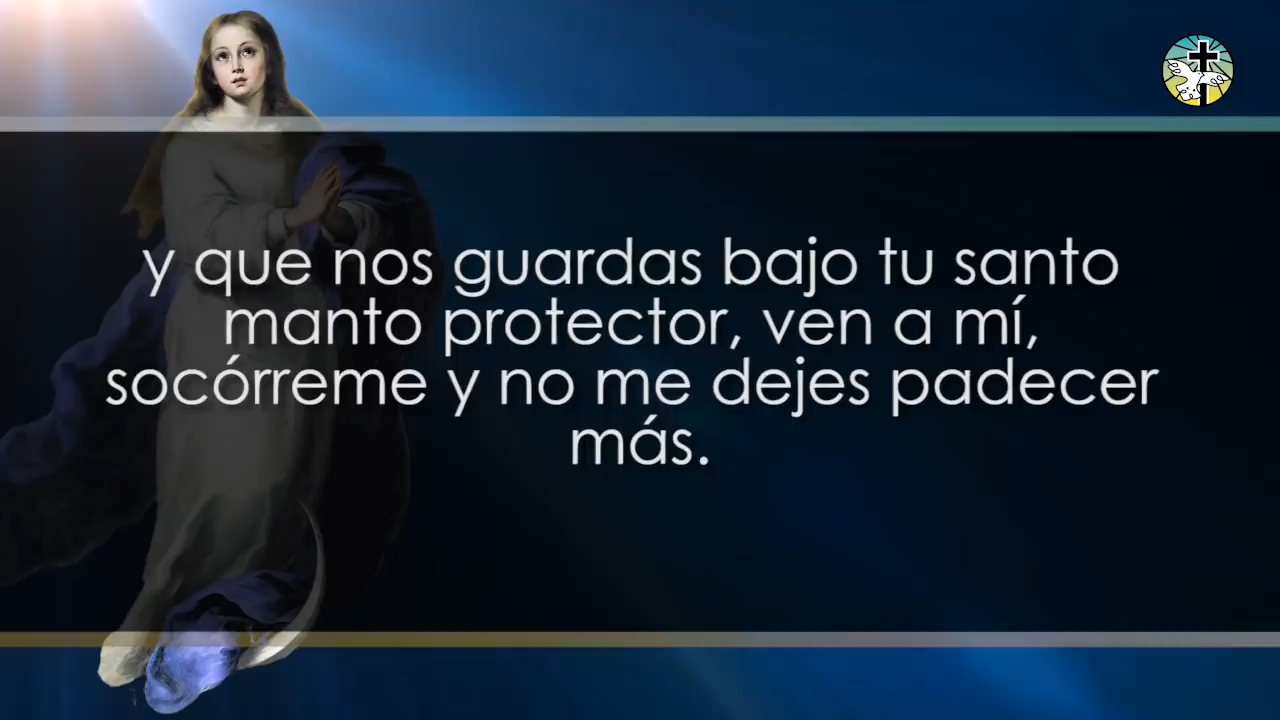 y que nos guardas bajo tu santo
manto protector, ven a mí,
socórreme y no me dejes padecer
más.